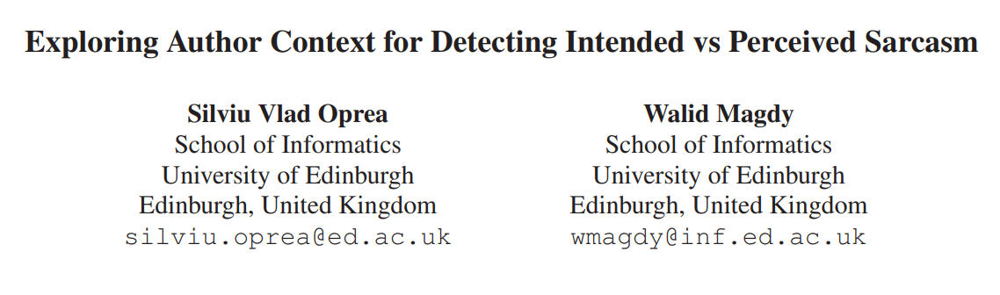 Exploring Author Context for Detecting Intended vs Perceived Sarcasm
Silviu Vlad Oprea
School of Informatics
University of Edinburgh
Edinburgh, United Kingdom
silviu.oprea@ed.ac.uk
Walid Magdy
School of Informatics
University of Edinburgh
Edinburgh, United Kingdom
wmagdy@inf.ed.ac.uk